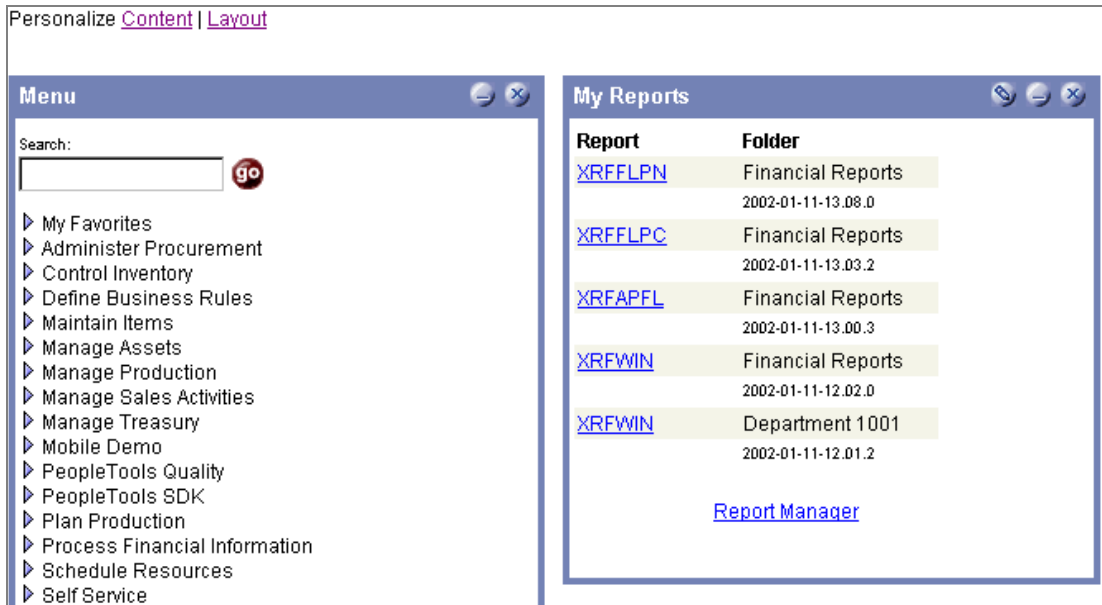 Personalize Content | Layout
Menu
Search:
go
My Favorites
Administer Procurement
Control Inventory
Define Business Rules
Maintain Items
Manage Assets
Manage Production
Manage Sales Activities
Manage Treasury
Mobile Demo
PeopleTools Quality
PeopleTools SDK
Plan Production
Process Financial Information
Schedule Resources
Self Service
My Reports
Report Folder
XRFFLPN Financial Reports
2002-01-11-13.08.0
XRFFLPC Financial Reports
2002-01-11-13.03.2
XRFAPFL Financial Reports
2002-01-11-13.00.3
XRFWIN Financial Reports
2002-01-11-12.02.0
XRFWIN Department 1001
2002-01-11-12.01.2
Report Manager